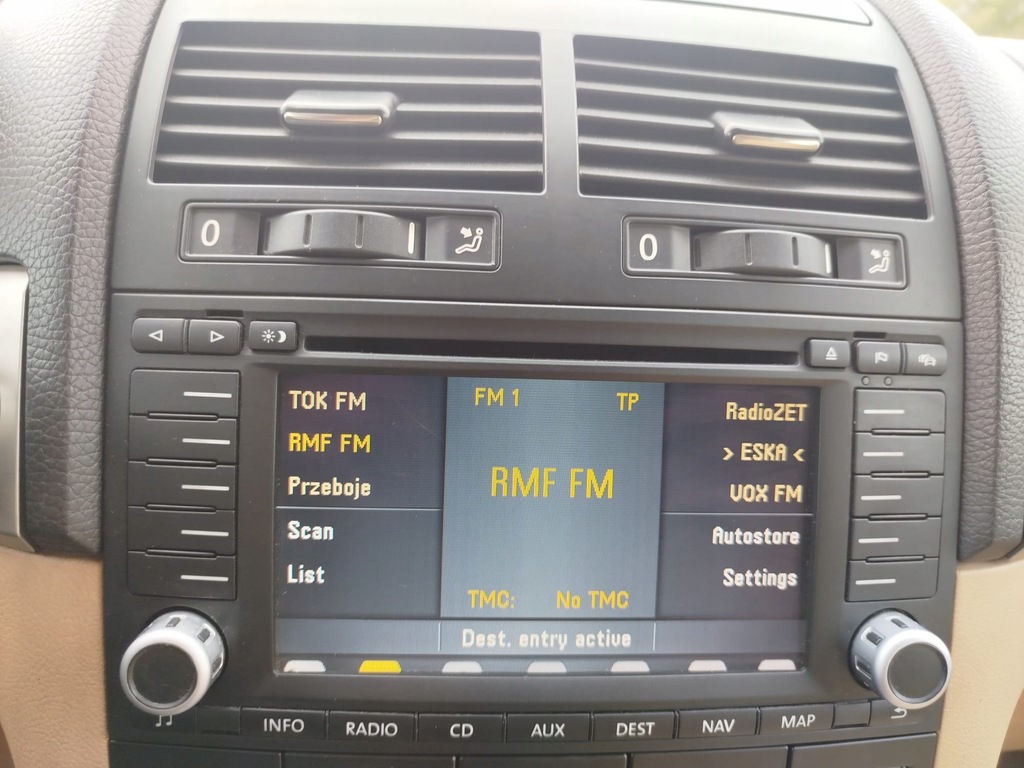 0
0
TOK FM
FM 1
TP
RadioZET
RMF FM
> ESKA <
Przeboje
RMF FM
VOX FM
Scan
Autostore
List
Settings
TMC:
No TMC
Dest. entry active
INFO
RADIO
CD
AUX
DEST
NAV
MAP